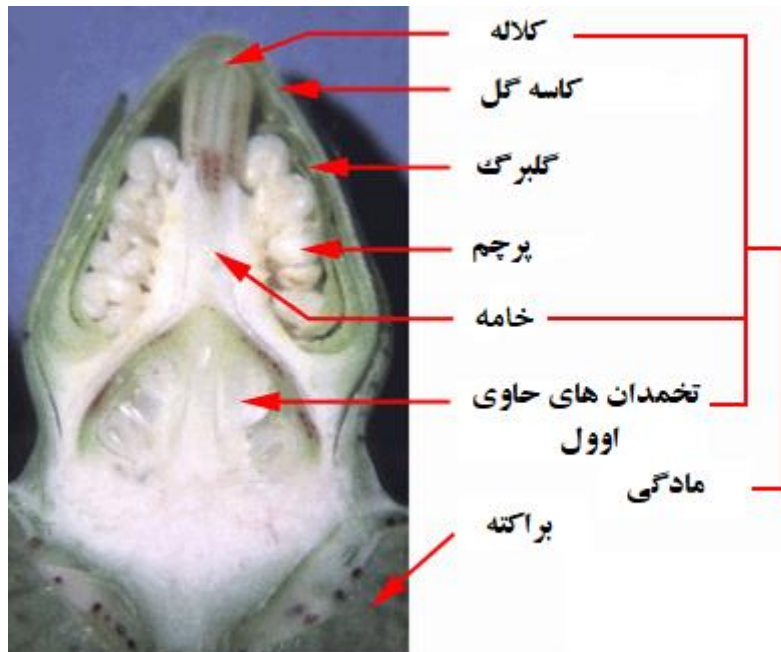 کلاله
کاسه گل
گلبرگ
پرچم
خامه
تخمدان های حاوی
اوول
مادگی
براکته